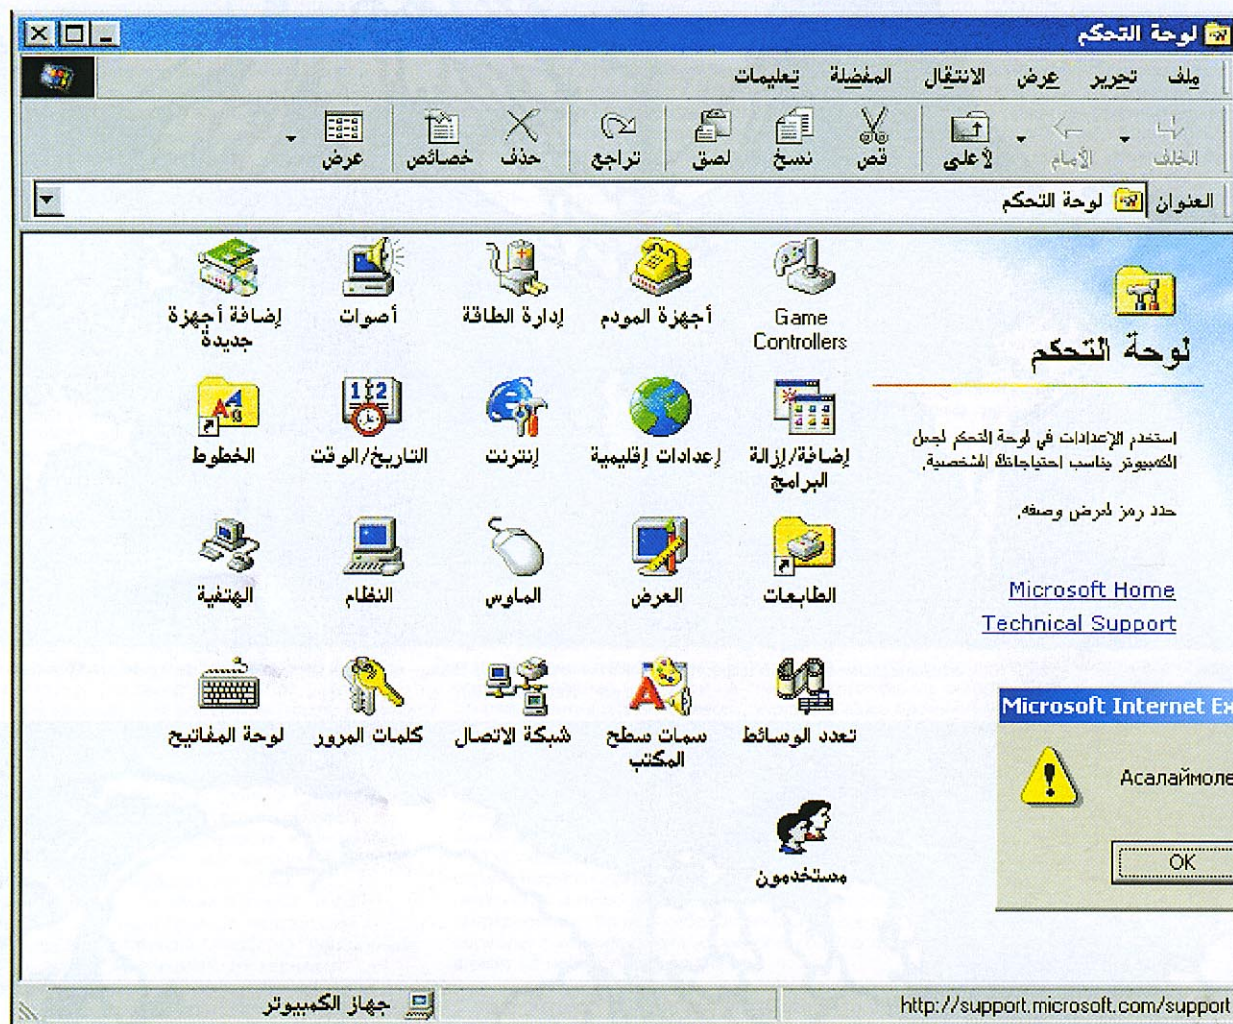 لوحة التحكم
ملف تحرير عرض الانتقال المفضلة تعليمات
الخلف الأمام لأعلى قص نسخ لصق تراجع حذف خصائص عرض
العنوان لوحة التحكم
لوحة التحكم
استخدم الإعدادات في لوحة التحكم لجعل
الكمبيوتر يناسب احتياجاتك الشخصية.
حدد رمز لعرض وصفه.
Microsoft Home
Technical Support
Game
Controllers
أجهزة المودم
إدارة الطاقة
أصوات
إضافة أجهزة
جديدة
إضافة/إزالة
البرامج
إعدادات إقليمية
إنترنت
التاريخ/الوقت
الخطوط
الطابعات
العرض
الماوس
النظام
الهتفية
تعدد الوسائط
سمات سطح
المكتب
شبكة الاتصال
كلمات المرور
لوحة المفاتيح
مستخدمون
Microsoft Internet Ex
Асалаймоле
OK
http://support.microsoft.com/support
جهاز الكمبيوتر